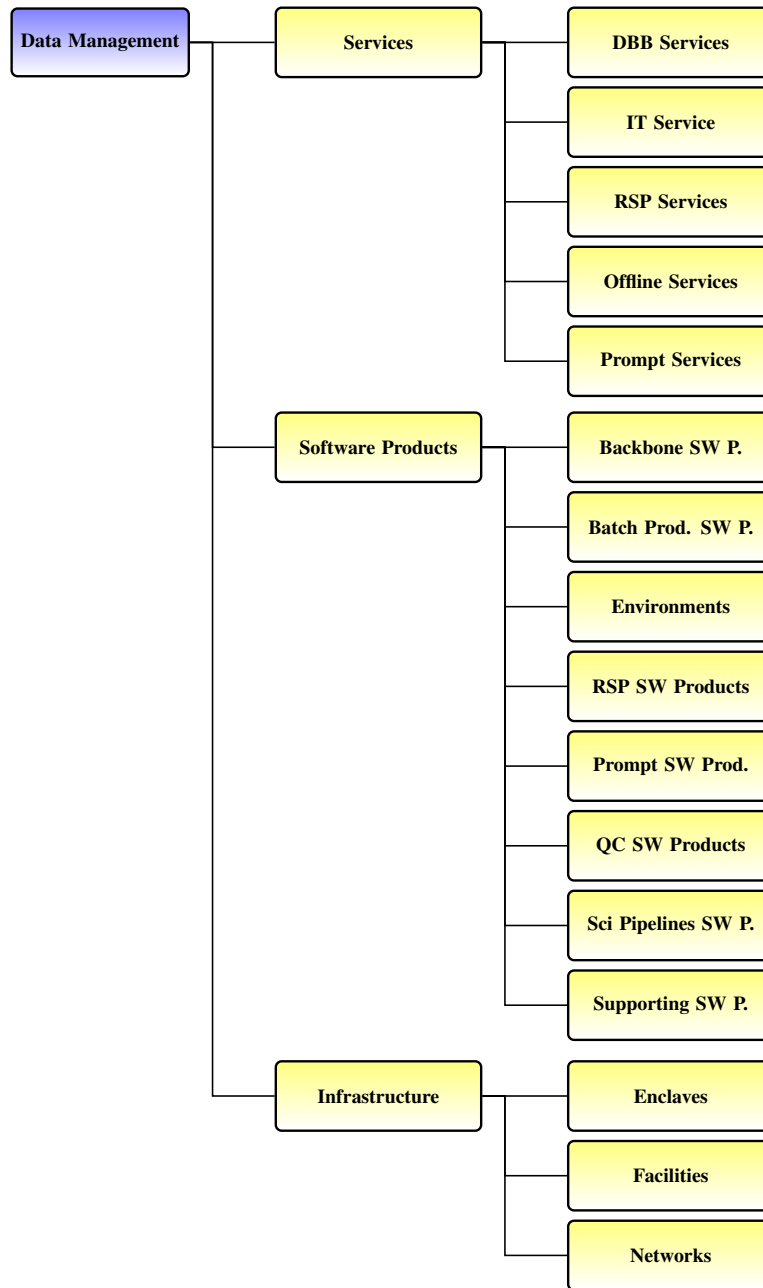 Data Management
Services
DBB Services
IT Service
RSP Services
Offline Services
Prompt Services
Software Products
Backbone SW P.
Batch Prod. SW P.
Environments
RSP SW Products
Prompt SW Prod.
QC SW Products
Sci Pipelines SW P.
Supporting SW P.
Infrastructure
Enclaves
Facilities
Networks